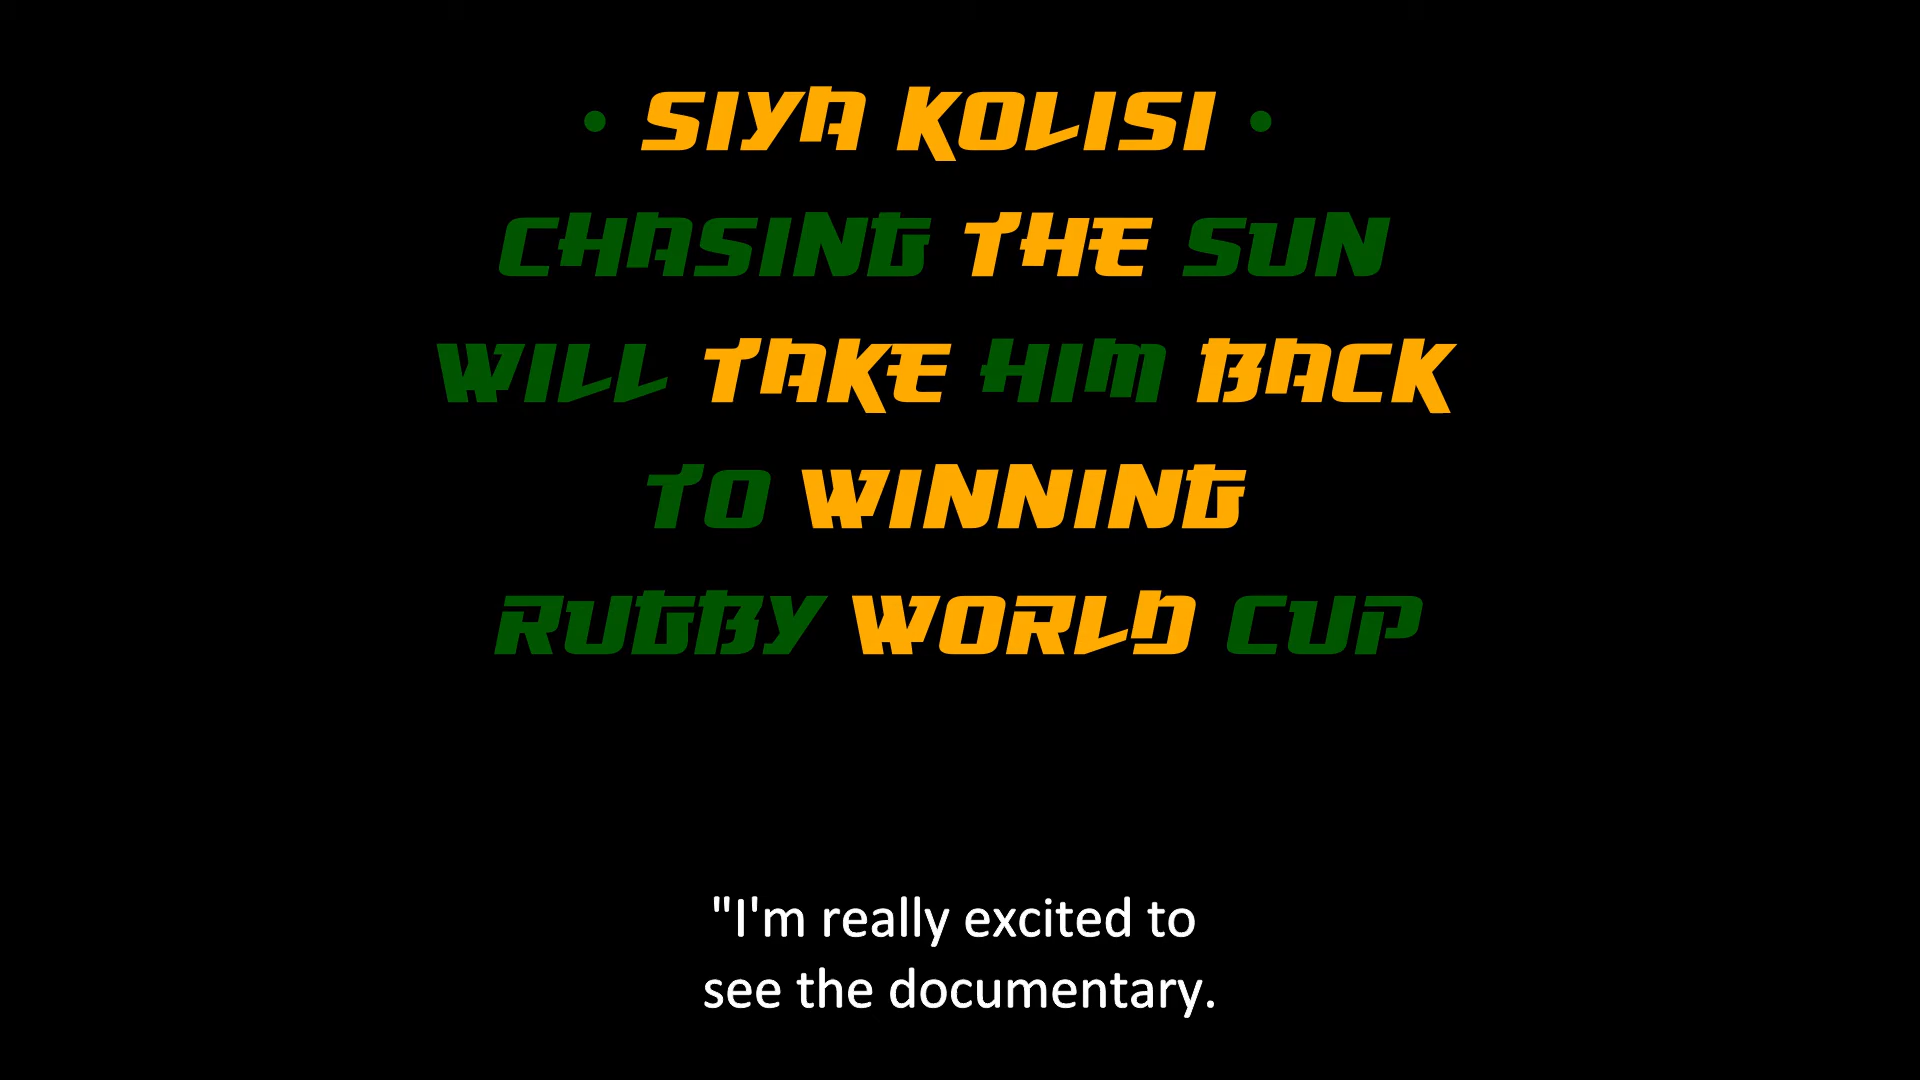 • SIYA KOLISI •
CHASING THE SUN
WILL TAKE HIM BACK
TO WINNING
RUGBY WORLD CUP
"I'm really excited to
see the documentary.